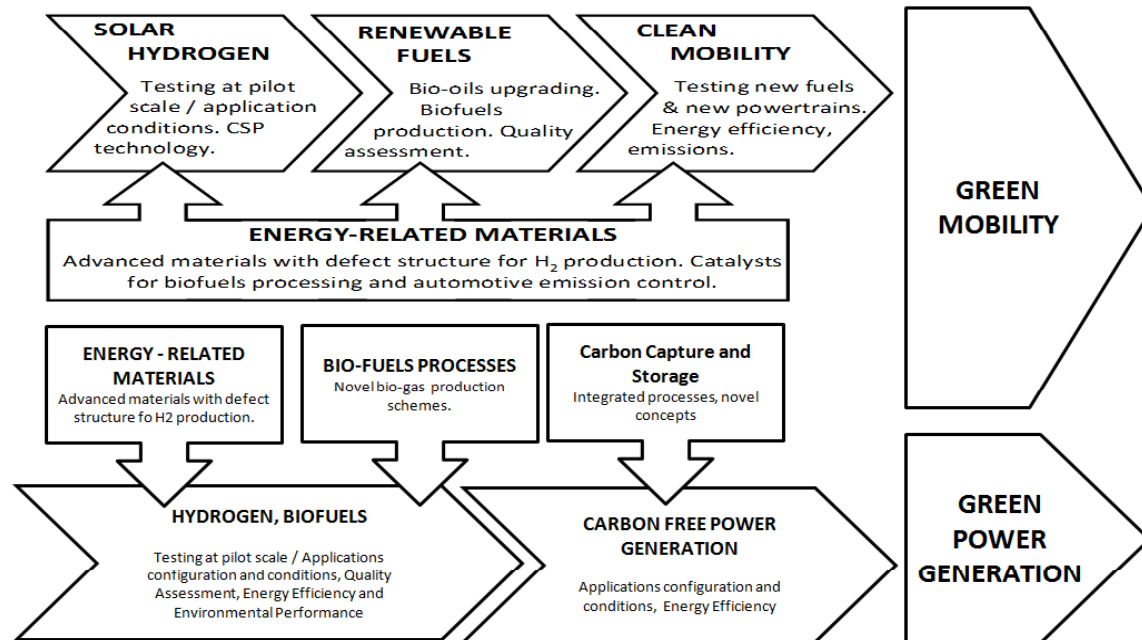 SOLAR
HYDROGEN
Testing at pilot
scale / application
conditions. CSP
technology.
RENEWABLE
FUELS
Bio-oils upgrading.
Biofuels
production. Quality
assessment.
CLEAN
MOBILITY
Testing new fuels
& new powertrains.
Energy efficiency,
emissions.
ENERGY-RELATED MATERIALS
Advanced materials with defect structure for H₂ production. Catalysts
for biofuels processing and automotive emission control.
GREEN
MOBILITY
ENERGY - RELATED
MATERIALS
Advanced materials with defect
structure fo H2 production.
BIO-FUELS PROCESSES
Novel bio-gas production
schemes.
Carbon Capture and
Storage
Integrated processes, novel
concepts
HYDROGEN, BIOFUELS
Testing at pilot scale / Applications
configuration and conditions, Quality
Assessment, Energy Efficiency and
Environmental Performance
CARBON FREE POWER
GENERATION
Applications configuration and
conditions, Energy Efficiency
GREEN
POWER
GENERATION